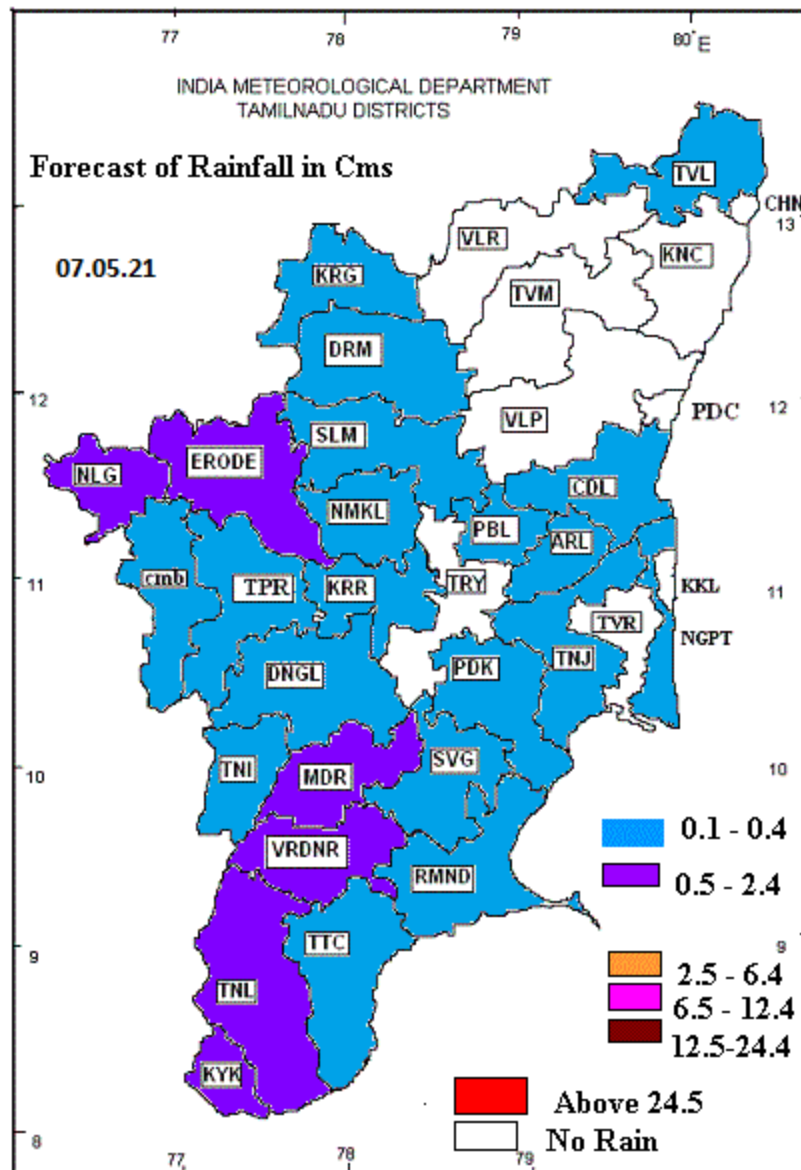 77 78 79 80°E
INDIA METEOROLOGICAL DEPARTMENT
TAMILNADU DISTRICTS
Forecast of Rainfall in Cms
TVL
CHN
13
VLR
KNC
07.05.21
KRG
TVM
DRM
12
12
PDC
VLP
SLM
ERODE
NLG
CDL
NMKL
PBL
ARL
11
cmb
TPR
KRR
TRY
KKL
11
TVR
NGPT
DNGL
PDK
TNJ
10
TNI
MDR
SVG
10
0.1 - 0.4
VRDNR
RMND
0.5 - 2.4
9
TTC
9
2.5 - 6.4
TNL
6.5 - 12.4
12.5-24.4
KYK
Above 24.5
8
No Rain
77 78 79